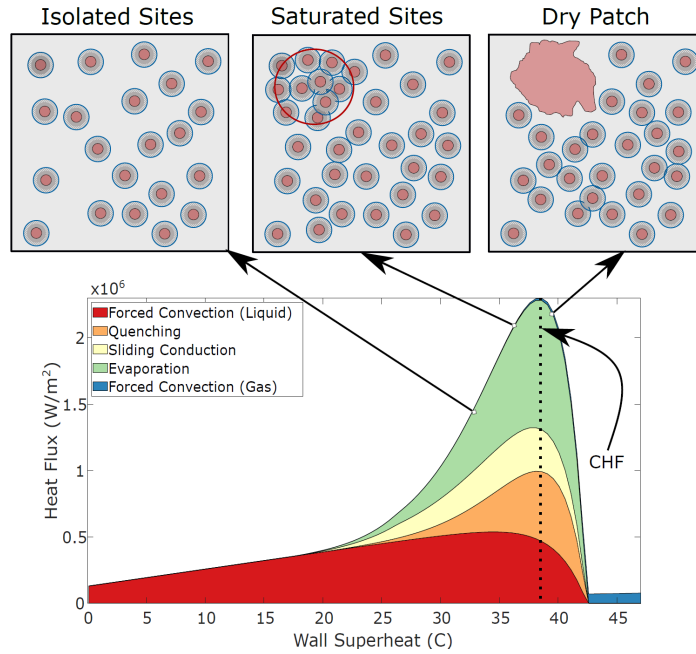 Isolated Sites
Saturated Sites
Dry Patch
x10⁶
Forced Convection (Liquid)
Quenching
Sliding Conduction
Evaporation
Forced Convection (Gas)
2
1.5
1
0.5
0
Heat Flux (W/m²)
CHF
0 5 10 15 20 25 30 35 40 45
Wall Superheat (C)